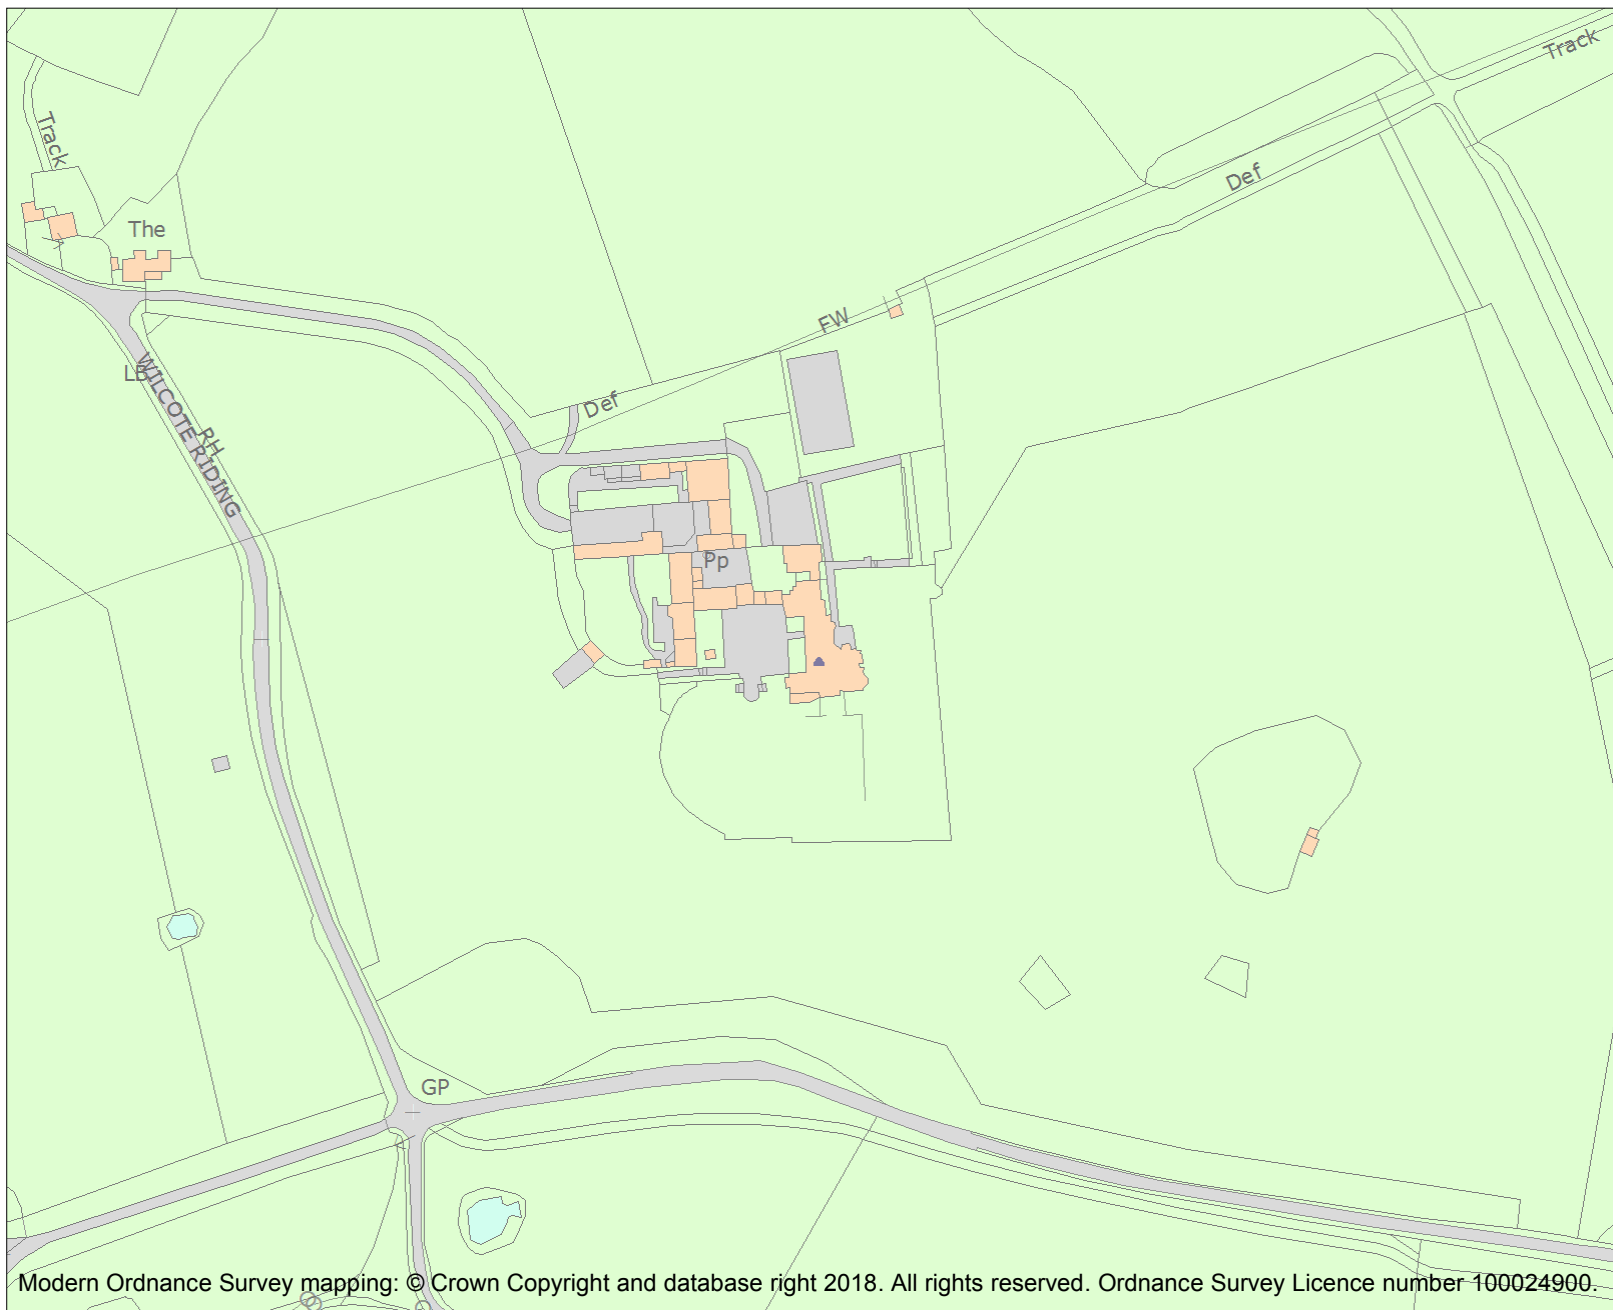 Track
Track
The
Def
FW
Def
LB
RH
WILCOTE RIDING
Pp
GP
Modern Ordnance Survey mapping: © Crown Copyright and database right 2018. All rights reserved. Ordnance Survey Licence number 100024900.